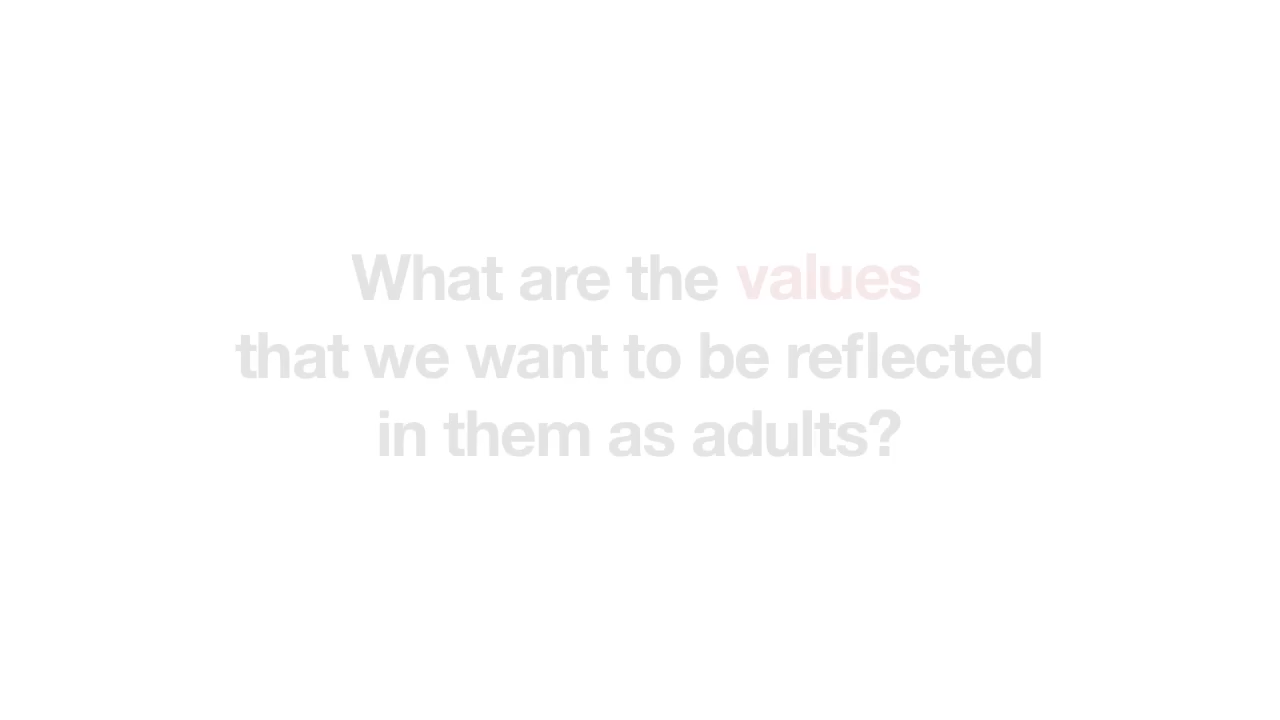 What are the values
that we want to be reflected
in them as adults?